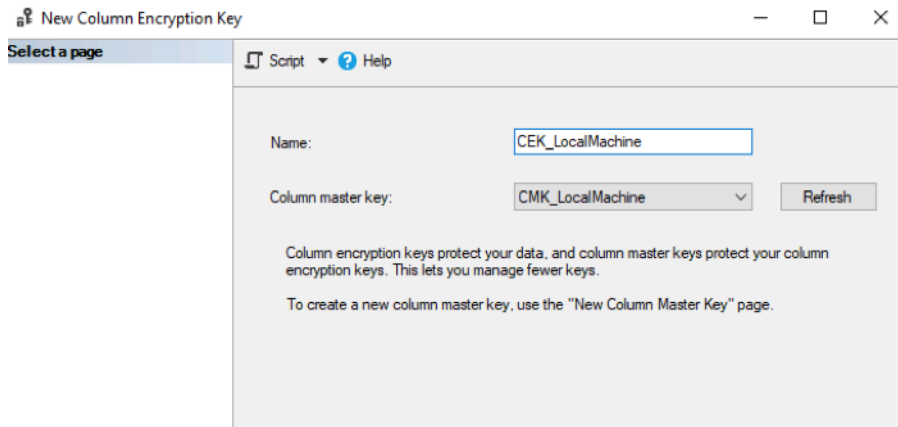 New Column Encryption Key
Select a page
Script
Help
Name:
CEK_LocalMachine
Column master key:
CMK_LocalMachine
Refresh
Column encryption keys protect your data, and column master keys protect your column
encryption keys. This lets you manage fewer keys.
To create a new column master key, use the "New Column Master Key" page.